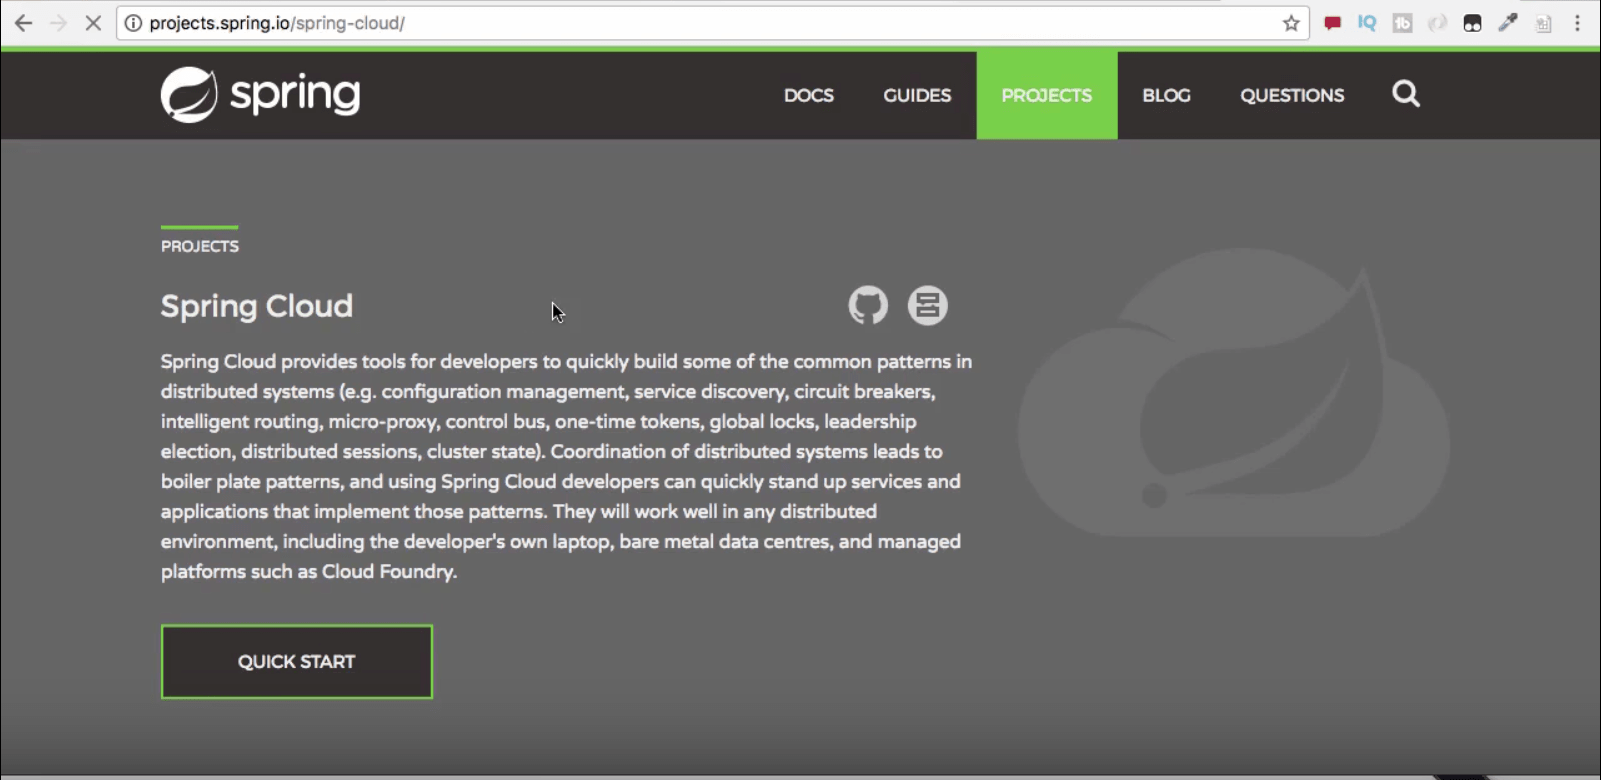 projects.spring.io/spring-cloud/
IQ
tb
spring
DOCS GUIDES PROJECTS BLOG QUESTIONS
PROJECTS
Spring Cloud
Spring Cloud provides tools for developers to quickly build some of the common patterns in
distributed systems (e.g. configuration management, service discovery, circuit breakers,
intelligent routing, micro-proxy, control bus, one-time tokens, global locks, leadership
election, distributed sessions, cluster state). Coordination of distributed systems leads to
boiler plate patterns, and using Spring Cloud developers can quickly stand up services and
applications that implement those patterns. They will work well in any distributed
environment, including the developer's own laptop, bare metal data centres, and managed
platforms such as Cloud Foundry.
QUICK START